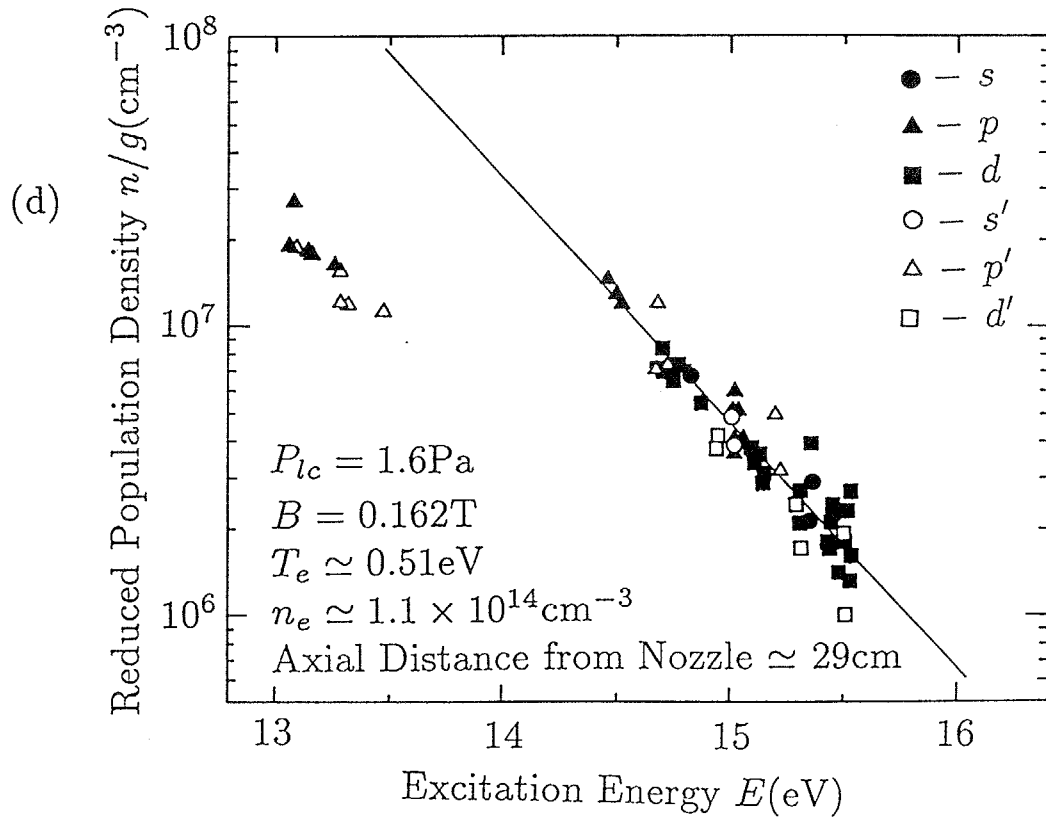 (d)
Reduced Population Density n/g(cm⁻³)
10⁸
10⁷
10⁶
● – s
▲ – p
■ – d
○ – s′
△ – p′
□ – d′
P_lc = 1.6Pa
B = 0.162T
T_e ≃ 0.51eV
n_e ≃ 1.1 × 10¹⁴cm⁻³
Axial Distance from Nozzle ≃ 29cm
13 14 15 16
Excitation Energy E(eV)